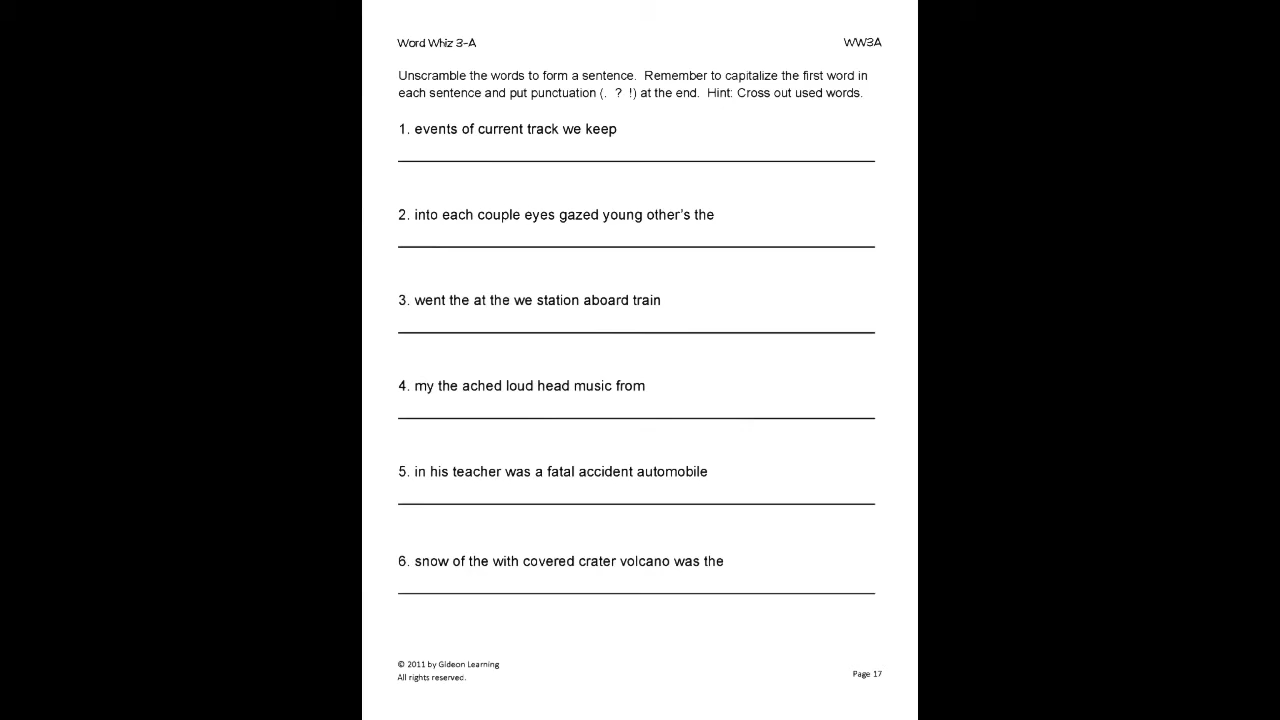 Word Whiz 3-A
WW3A
Unscramble the words to form a sentence.  Remember to capitalize the first word in
each sentence and put punctuation (.  ?  !) at the end.  Hint: Cross out used words.
1. events of current track we keep
2. into each couple eyes gazed young other’s the
3. went the at the we station aboard train
4. my the ached loud head music from
5. in his teacher was a fatal accident automobile
6. snow of the with covered crater volcano was the
© 2011 by Gideon Learning
All rights reserved.
Page 17